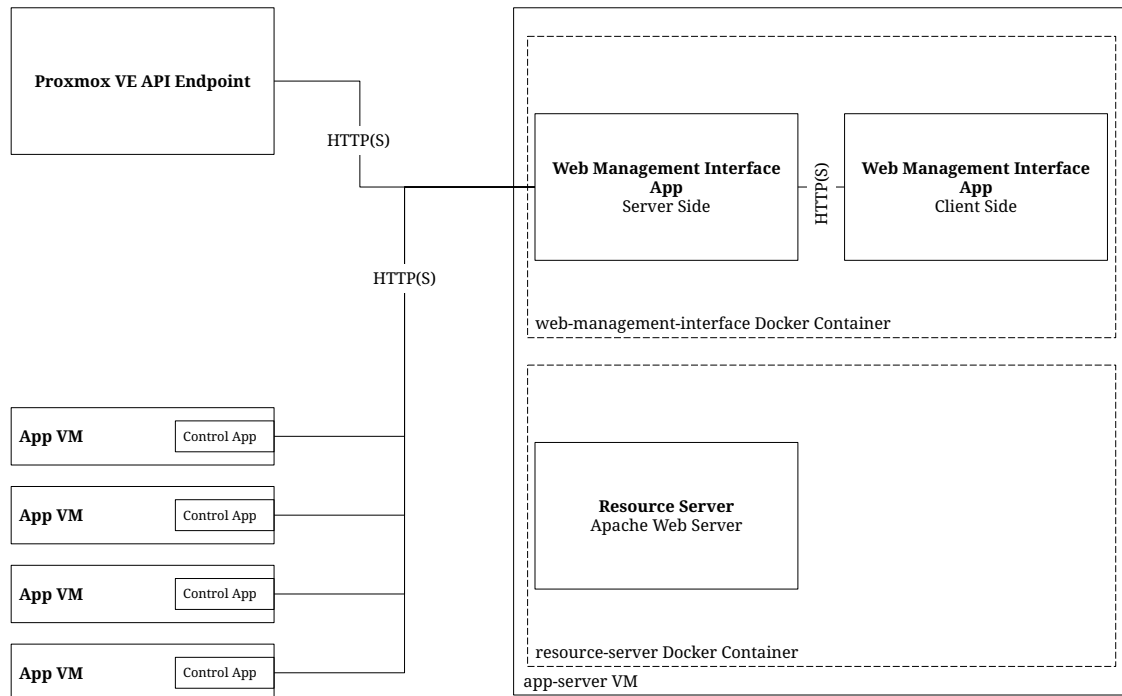 Proxmox VE API Endpoint
HTTP(S)
Web Management Interface
App
Server Side
HTTP(S)
Web Management Interface
App
Client Side
HTTP(S)
web-management-interface Docker Container
App VM
Control App
App VM
Control App
App VM
Control App
App VM
Control App
Resource Server
Apache Web Server
resource-server Docker Container
app-server VM